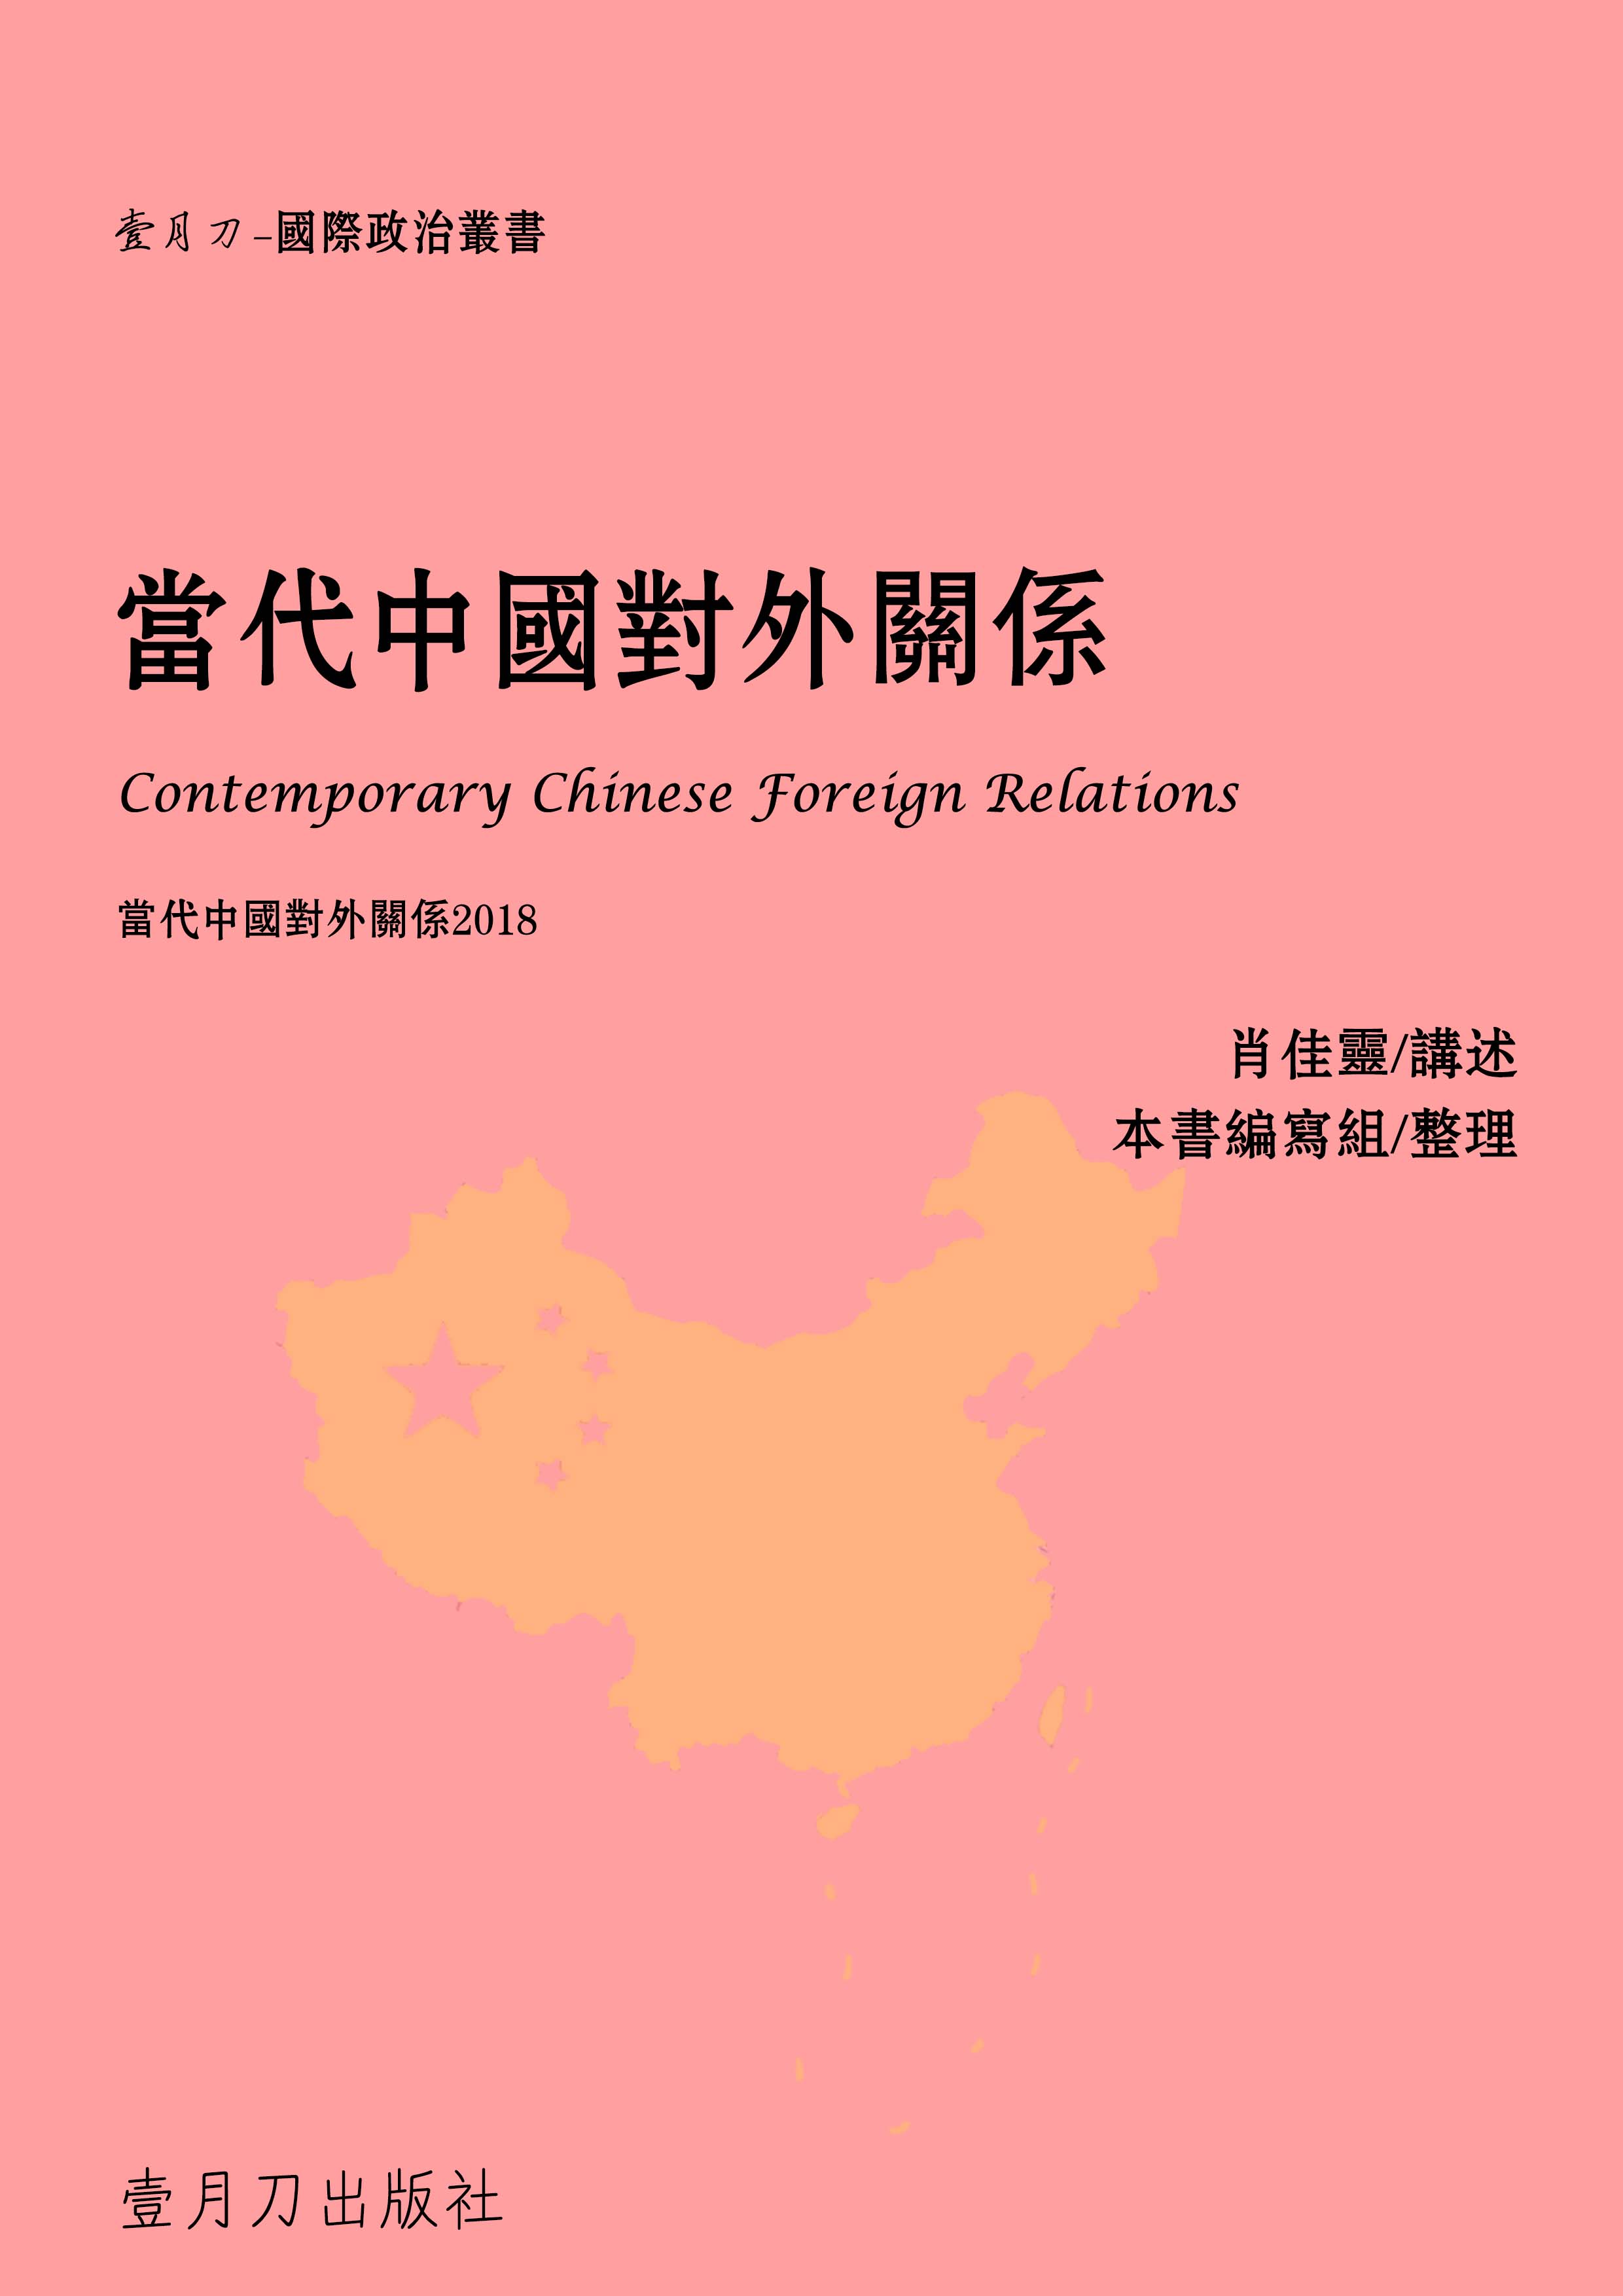 壹月刀–國際政治叢書
當代中國對外關係
Contemporary Chinese Foreign Relations
當代中國對外關係2018
肖佳靈/講述
本書編寫組/整理
壹月刀出版社